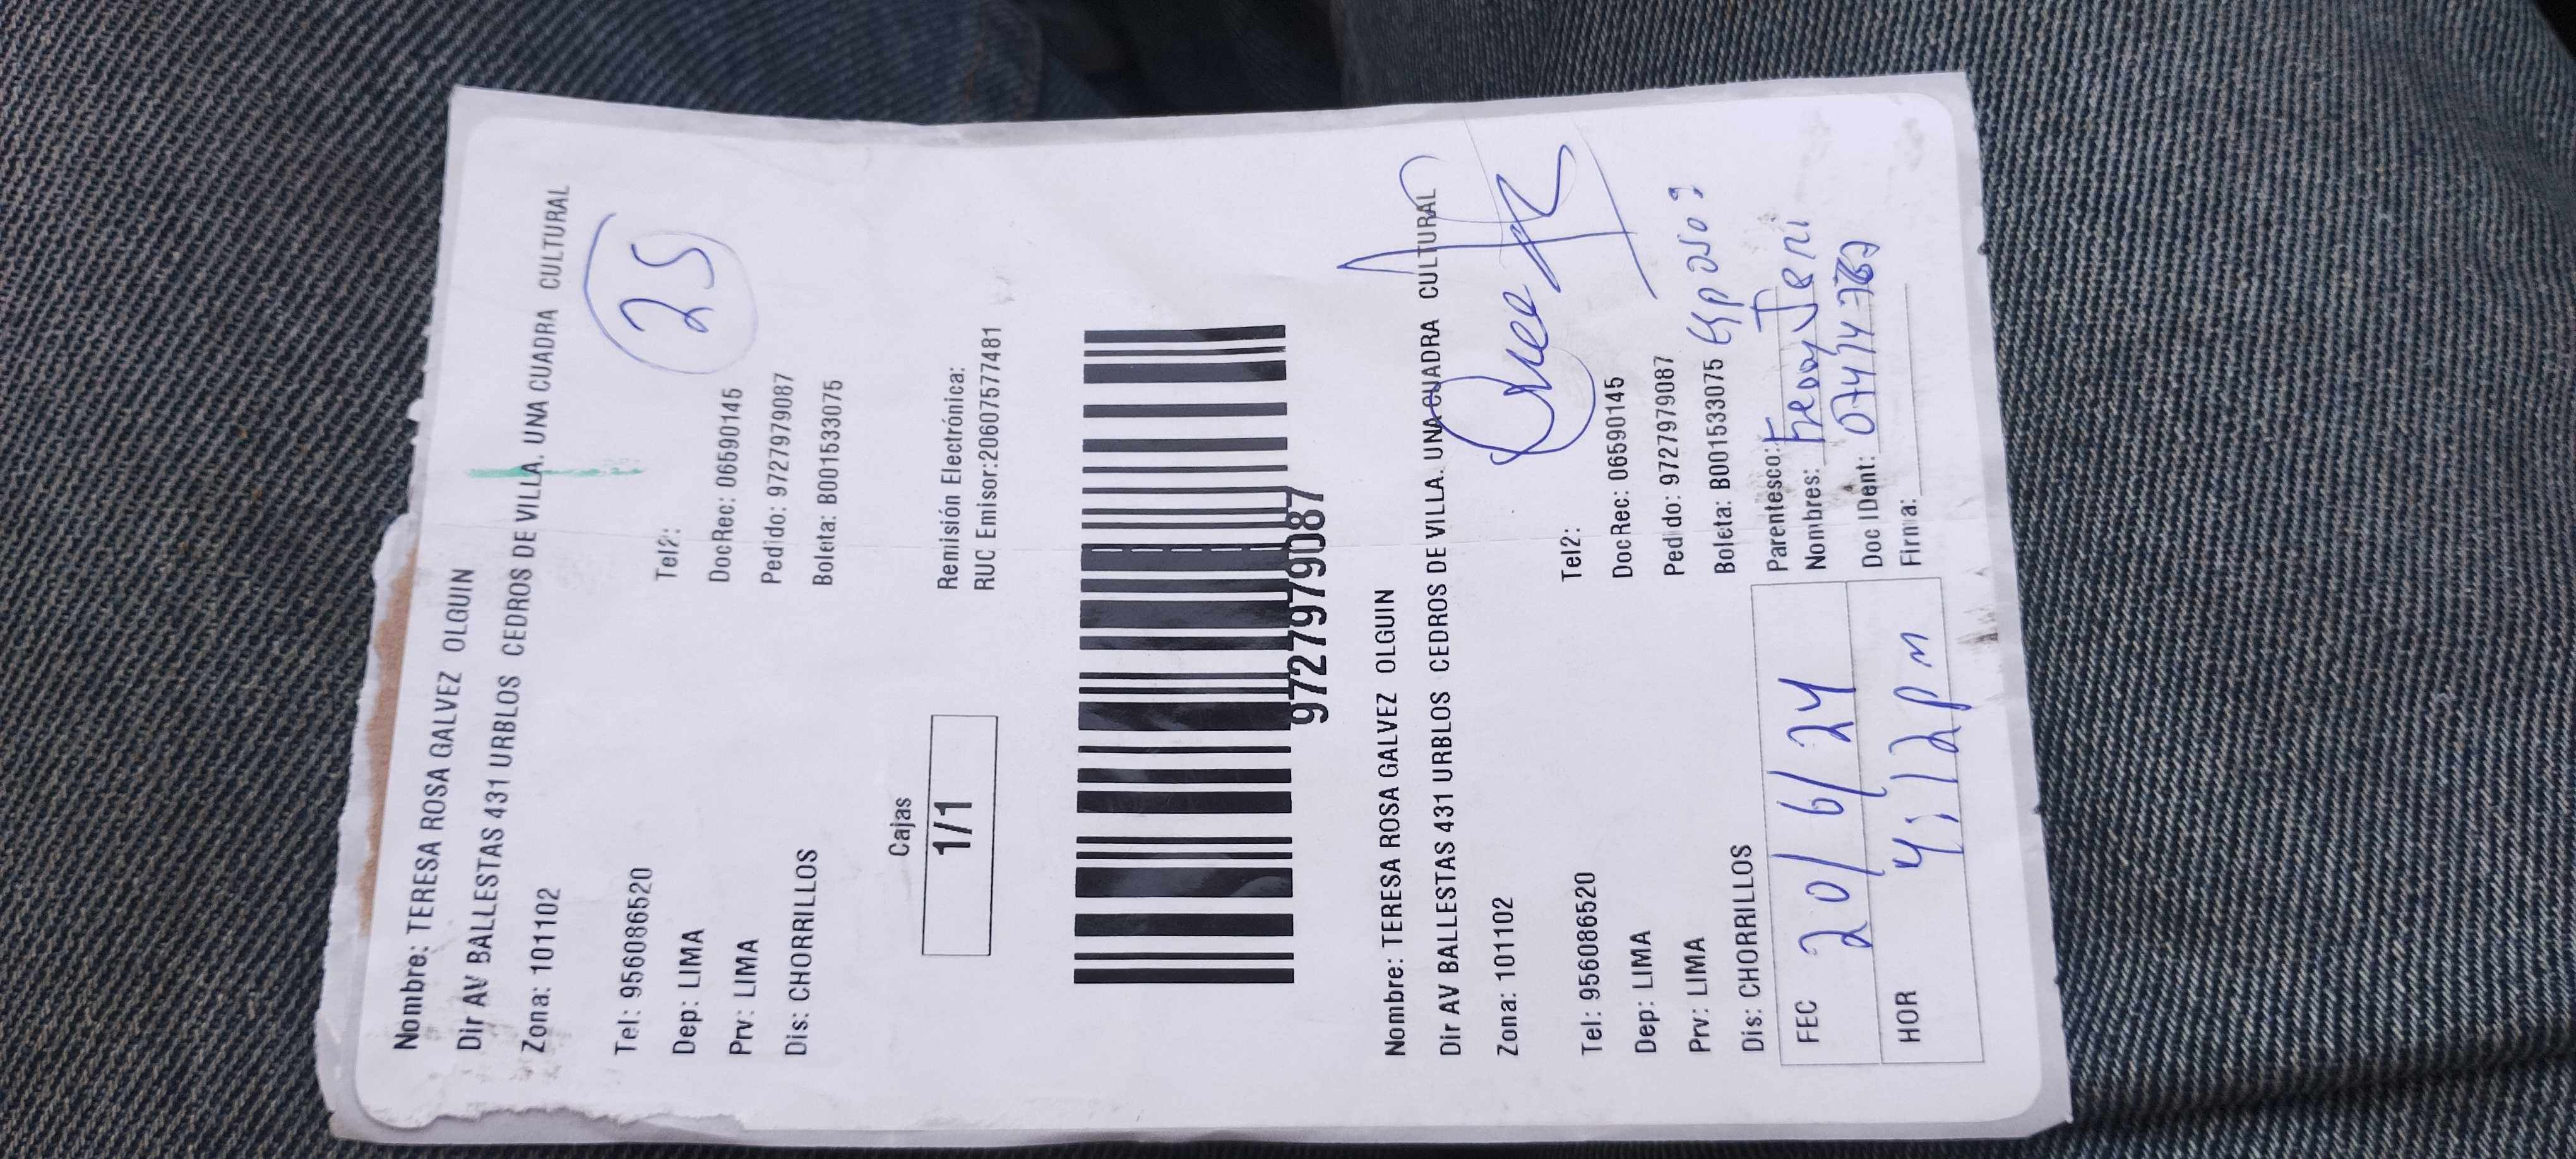 Nombre: TERESA ROSA GALVEZ OLGUIN
Dir AV BALLESTAS 431 URBLOS CEDROS DE VILLA. UNA CUADRA CULTURAL
Zona: 101102
25
Tel: 956086520 Tel2:
Dep: LIMA DocRec: 06590145
Prv: LIMA Pedido: 972797979087
Dis: CHORRILLOS Boleta: B001533075
Cajas
1/1
Remisión Electrónica:
RUC Emisor:20607577481
972797979087
Nombre: TERESA ROSA GALVEZ OLGUIN
Dir AV BALLESTAS 431 URBLOS CEDROS DE VILLA. UNA CUADRA CULTURAL
Zona: 101102
Tel: 956086520 Tel2:
Dep: LIMA DocRec: 06590145
Prv: LIMA Pedido: 972797979087
Dis: CHORRILLOS Boleta: B001533075
FEC 20/6/24
HOR 4:12pm
Parentesco:
Nombres:
Doc IDent:
Firma: